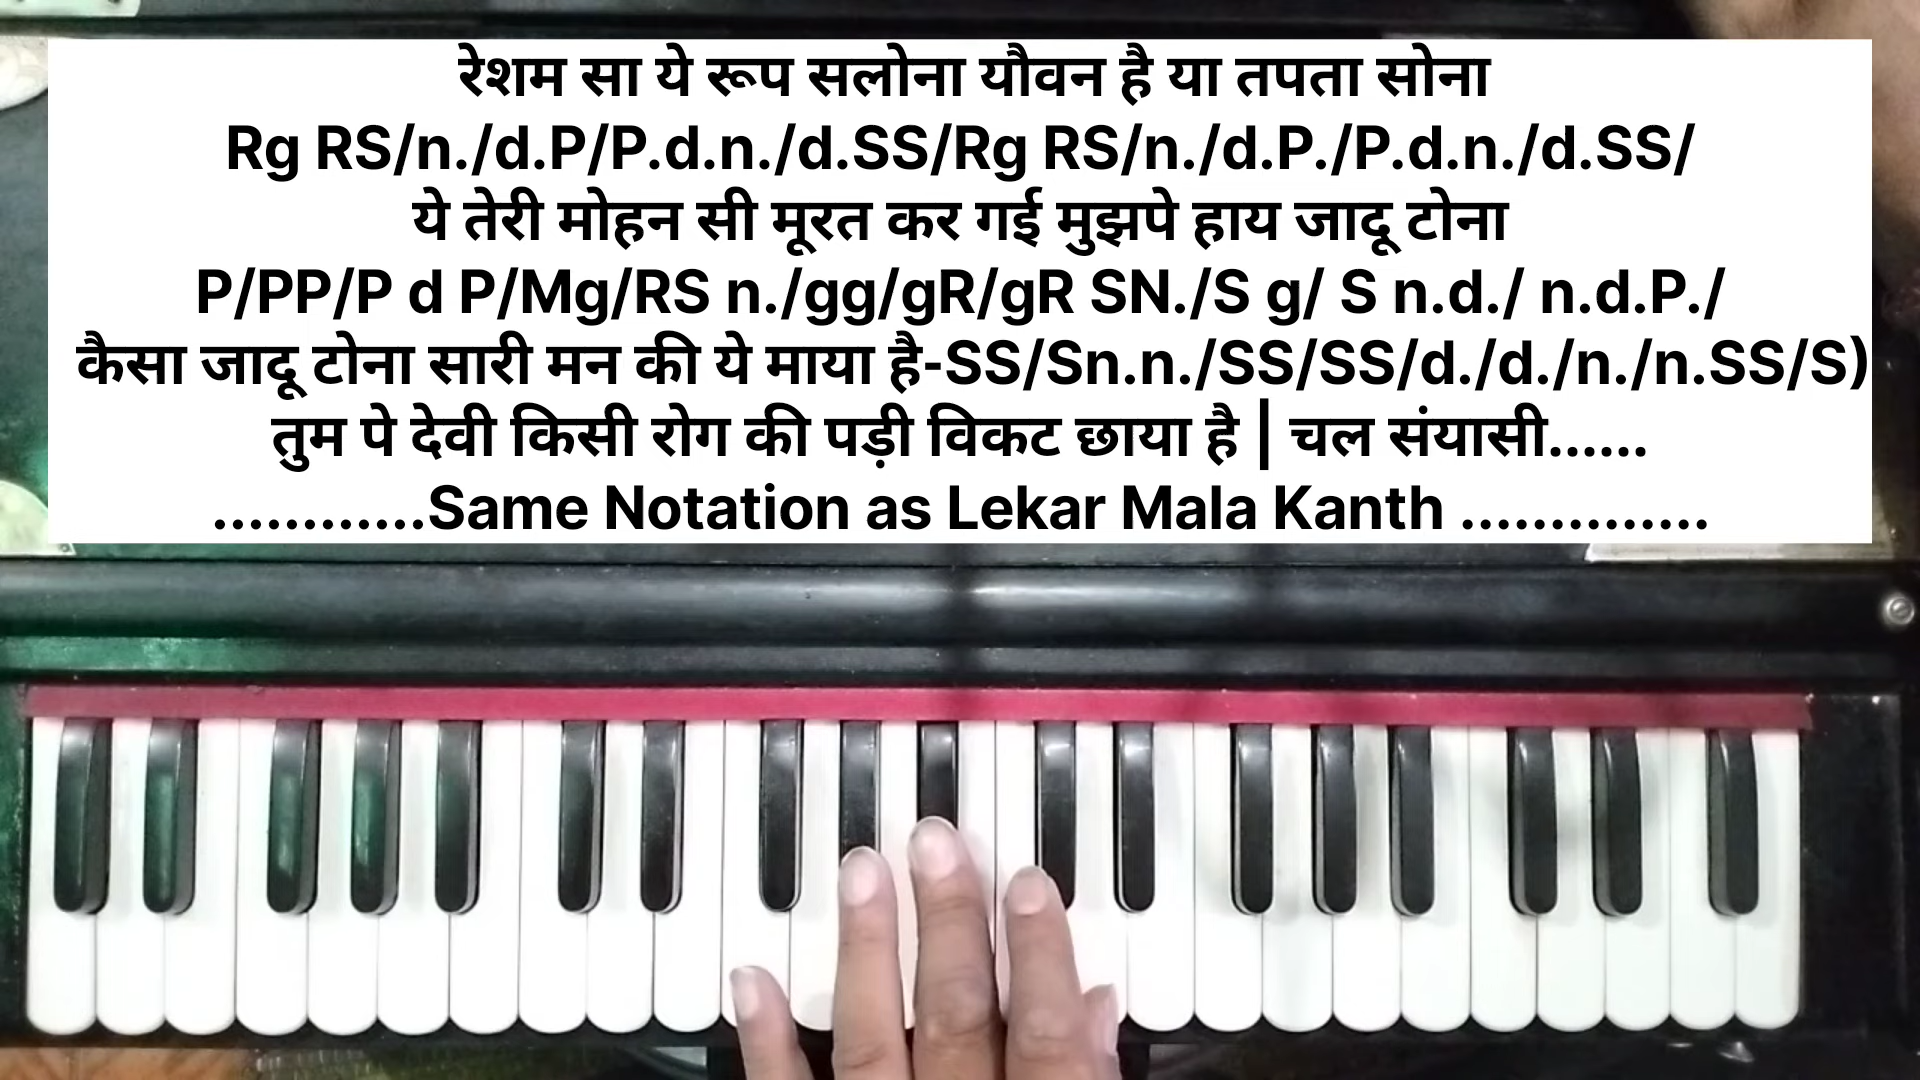 रेशम सा ये रूप सलोना यौवन है या तपता सोना
Rg RS/n./d.P/P.d.n./d.SS/Rg RS/n./d.P./P.d.n./d.SS/
ये तेरी मोहन सी मूरत कर गई मुझपे हाय जादू टोना
P/PP/P d P/Mg/RS n./gg/gR/gR SN./S g/ S n.d./ n.d.P./
कैसा जादू टोना सारी मन की ये माया है-SS/Sn.n./SS/SS/d./d./n./n.SS/S)
तुम पे देवी किसी रोग की पड़ी विकट छाया है | चल संयासी......
............Same Notation as Lekar Mala Kanth ..............